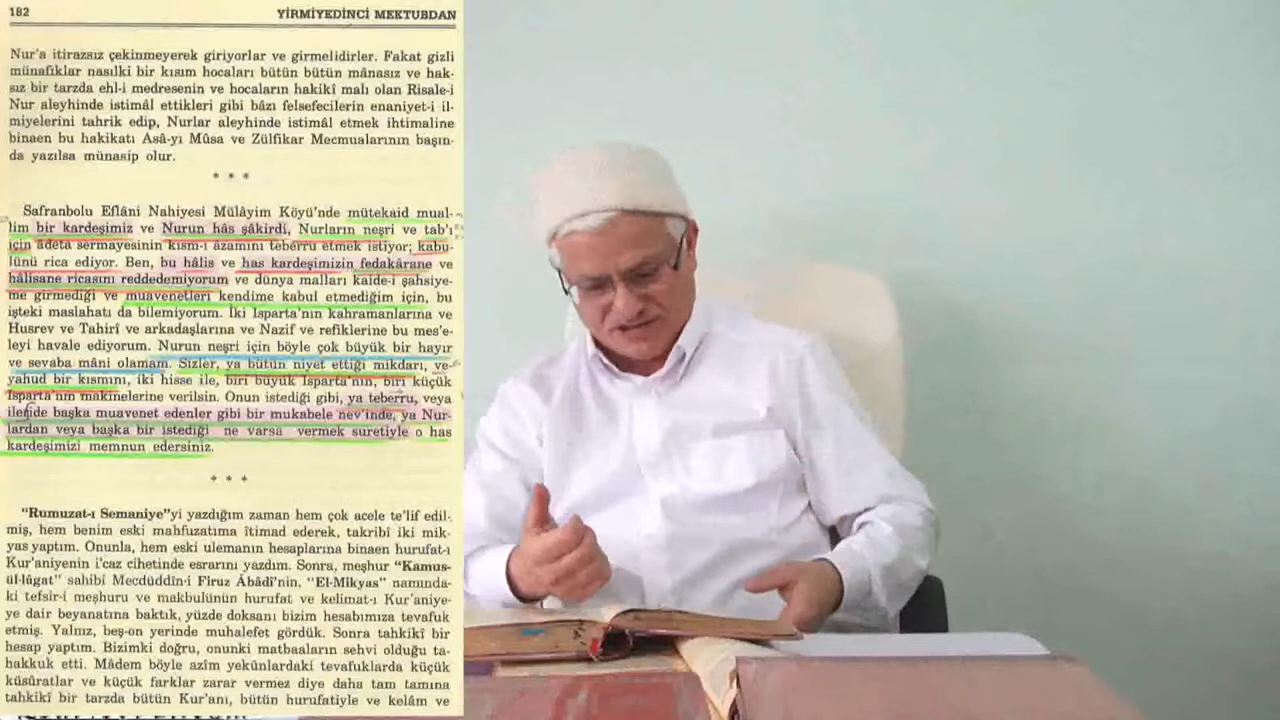 182 YİRMİYEDİNCİ MEKTUBDAN
Nur'a itirazsız çekinmeyerek giriyorlar ve girmelidirler. Fakat gizli
münafıklar nasılki bir kısım hocaları bütün bütün mânasız ve hak-
sız bir tarzda ehl-i medresenin ve hocaların hakikî malı olan Risale-i
Nur aleyhinde istimâl ettikleri gibi bâzı felsefecilerin enaniyet-i il-
miyelerini tahrik edip, Nurlar aleyhinde istimâl etmek ihtimaline
binaen bu hakikatı Asâ-yı Mûsa ve Zülfikar Mecmualarının başın-
da yazılsa münasip olur.
* * *
Safranbolu Eflâni Nahiyesi Mülâyim Köyü'nde mütekaid mual-
lim bir kardeşimiz ve Nurun hâs şâkirdi, Nurların neşri ve tab'ı
için adeta sermayesinin kısm-ı âzamını teberru etmek istiyor; kabu-
lünü rica ediyor. Ben, bu hâlis ve has kardeşimizin fedakârane ve
hâlisane ricasını reddedemiyorum ve dünya malları kaide-i şahsiye-
me girmediği ve muavenetleri kendime kabul etmediğim için, bu
işteki maslahatı da bilemiyorum. İki Isparta'nın kahramanlarına ve
Husrev ve Tahirî ve arkadaşlarına ve Nazif ve refiklerine bu mes'e-
leyi havale ediyorum. Nurun neşri için böyle çok büyük bir hayır
ve sevaba mâni olamam. Sizler, ya bütün niyet ettiği mikdarı, ve-
yahud bir kısmını, iki hisse ile, biri büyük Isparta'nın, biri küçük
Isparta'nın makinelerine verilsin. Onun istediği gibi, ya teberru, veya
ileride başka muavenet edenler gibi bir mukabele nev'inde, ya Nur-
lardan veya başka bir istediği ne varsa vermek suretiyle o has
kardeşimizi memnun edersiniz.
* * *
"Rumuzat-ı Semaniye"yi yazdığım zaman hem çok acele te'lif edil-
miş, hem benim eski mahfuzatıma îtimad ederek, takribî iki mik-
yas yaptım. Onunla, hem eski ulemanın hesaplarına binaen hurufat-ı
Kur'aniyenin i'caz cihetinde esrarını yazdım. Sonra, meşhur "Kamus-
ül-lûgat" sahibi Mecdüddîn-i Firuz Âbâdî'nin, "El-Mikyas" namında-
ki tefsir-i meşhuru ve makbulünün hurufat ve kelimat-ı Kur'aniye-
ye dair beyanatına baktık, yüzde doksanı bizim hesabımıza tevafuk
etmiş. Yalnız, beş-on yerinde muhalefet gördük. Sonra tahkikî bir
hesap yaptım. Bizimki doğru, onunki matbaaların sehvi olduğu ta-
hakkuk etti. Mâdem böyle azîm yekûnlardaki tevafuklarda küçük
küsûratlar ve küçük farklar zarar vermez diye daha tam tamına
tahkikî bir tarzda bütün Kur'anı, bütün hurufatiyle ve kelâm ve